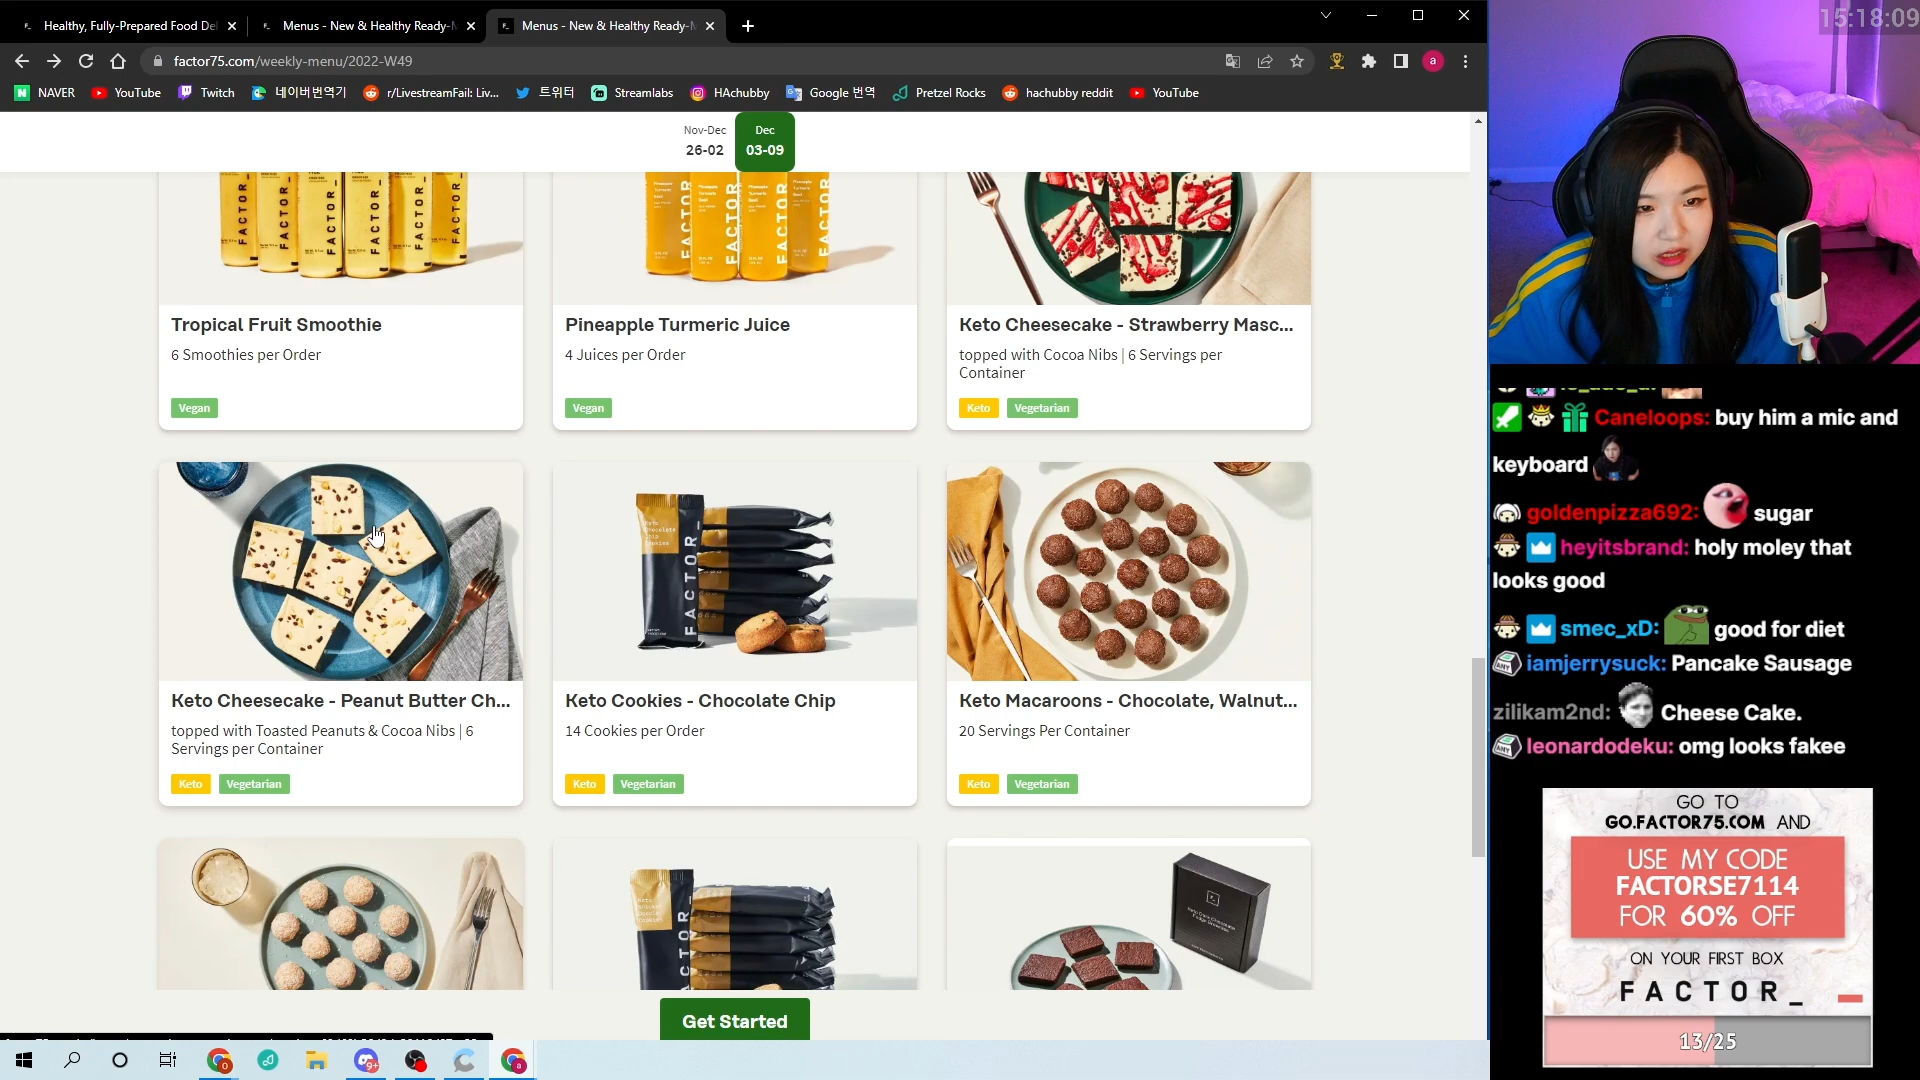 Healthy, Fully-Prepared Food De
Menus - New & Healthy Ready-M
Menus - New & Healthy Ready-M
factor75.com/weekly-menu/2022-W49
a
NAVER
YouTube
Twitch
네이버번역기
r/LivestreamFail: Liv...
트위터
Streamlabs
HAchubby
Google 번역
Pretzel Rocks
hachubby reddit
YouTube
Nov-Dec
26-02
Dec
03-09
FACTOR_
FACTOR_
Tropical Fruit Smoothie
6 Smoothies per Order
Vegan
Pineapple Turmeric Juice
4 Juices per Order
Vegan
Keto Cheesecake - Strawberry Masc...
topped with Cocoa Nibs | 6 Servings per
Container
Keto
Vegetarian
FACTOR_
Keto Cheesecake - Peanut Butter Ch...
topped with Toasted Peanuts & Cocoa Nibs | 6
Servings per Container
Keto
Vegetarian
Keto Cookies - Chocolate Chip
14 Cookies per Order
Keto
Vegetarian
Keto Macaroons - Chocolate, Walnut...
20 Servings Per Container
Keto
Vegetarian
Get Started
15:18:09
Caneloops: buy him a mic and
keyboard
goldenpizza692: sugar
heyitsbrand: holy moley that
looks good
smec_xD: good for diet
iamjerrysuck: Pancake Sausage
zilikam2nd: Cheese Cake.
leonardodeku: omg looks fakee
GO TO
GO.FACTOR75.COM AND
USE MY CODE
FACTORSE7114
FOR 60% OFF
ON YOUR FIRST BOX
FACTOR_
13/25